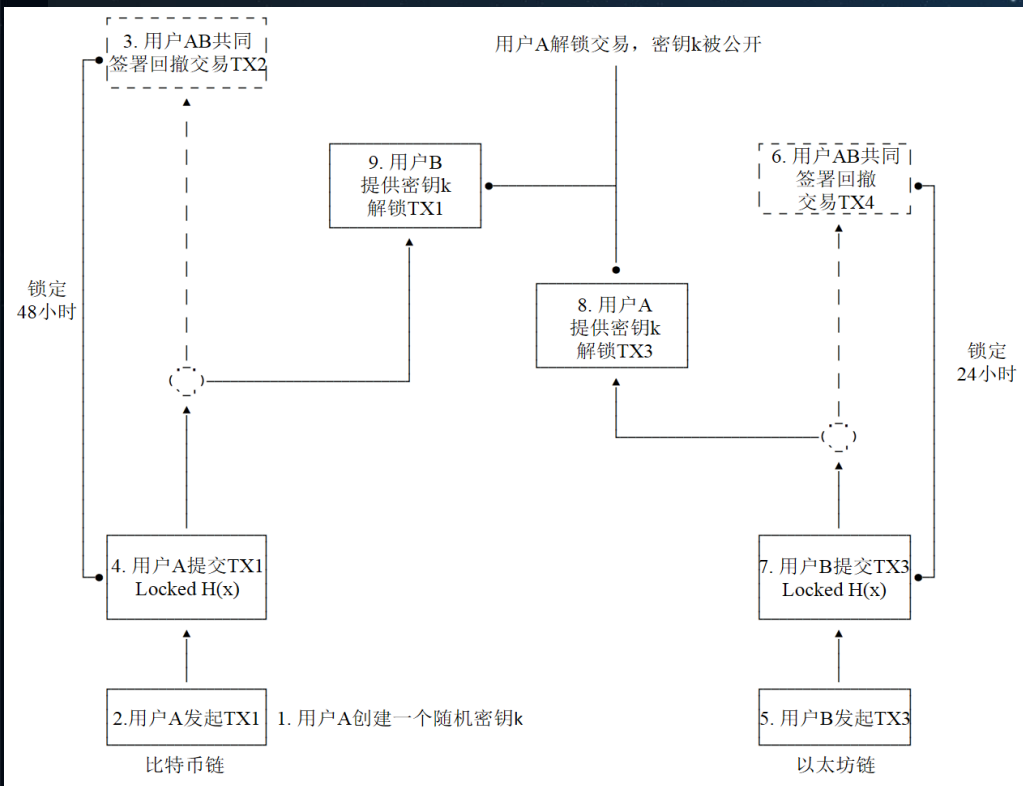 3. 用户AB共同
签署回撤交易TX2
用户A解锁交易，密钥k被公开
9. 用户B
提供密钥k
解锁TX1
6. 用户AB共同
签署回撤
交易TX4
锁定
48小时
8. 用户A
提供密钥k
解锁TX3
锁定
24小时
4. 用户A提交TX1
Locked H(x)
7. 用户B提交TX3
Locked H(x)
2.用户A发起TX1
1. 用户A创建一个随机密钥k
5. 用户B发起TX3
比特币链
以太坊链